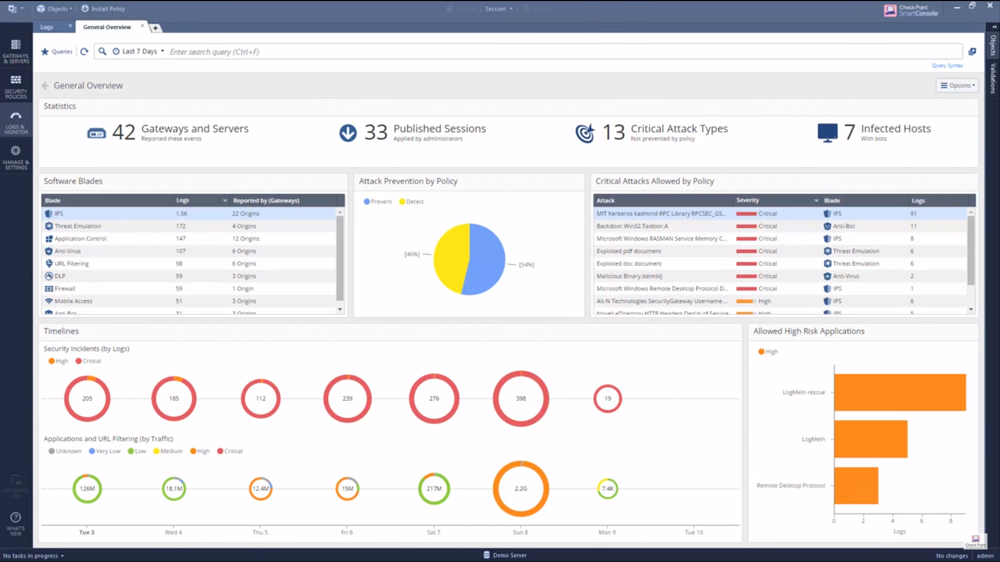 Objects
Install Policy
Discard
Session
Publish
Check Point
SmartConsole
Logs
General Overview
GATEWAYS
& SERVERS
SECURITY
POLICIES
LOGS &
MONITOR
MANAGE &
SETTINGS
COMMAND
LINE
WHAT'S
NEW
Objects
Validations
Queries
Last 7 Days
Enter search query (Ctrl+F)
Query Syntax
General Overview
Options
Statistics
42 Gateways and Servers
Reported these events
33 Published Sessions
Applied by administrators
13 Critical Attack Types
Not prevented by policy
7 Infected Hosts
With bots
Software Blades
Blade Logs Reported by (Gateways)
IPS 1.5K 22 Origins
Threat Emulation 172 4 Origins
Application Control 147 12 Origins
Anti-Virus 107 6 Origins
URL Filtering 98 6 Origins
DLP 59 3 Origins
Firewall 59 1 Origin
Mobile Access 51 3 Origins
Anti-Bot 31 3 Origins
Attack Prevention by Policy
Prevent Detect
[46%]
[54%]
Critical Attacks Allowed by Policy
Attack Severity Blade Logs
MIT Kerberos kadmind RPC Library RPCSEC_GS... Critical IPS 91
Backdoor.Win32.Taidoor.A Critical Anti-Bot 11
Microsoft Windows RASMAN Service Memory C... Critical IPS 8
Exploited pdf document Critical Threat Emulation 6
Exploited doc document Critical Threat Emulation 6
Malicious Binary.balmblj Critical Anti-Virus 2
Microsoft Windows Remote Desktop Protocol D... Critical IPS 1
Alt-N Technologies SecurityGateway Username ... High IPS 6
Novell eDirectory HTTP Headers Denial of Service High IPS 5
Timelines
Security Incidents (by Logs)
High Critical
205 185 112 239 276 398 19
Applications and URL Filtering (by Traffic)
Unknown Very Low Low Medium High Critical
126M 18.1M 12.4M 15M 217M 2.2G 7.4K
Tue 3 Wed 4 Thu 5 Fri 6 Sat 7 Sun 8 Mon 9 Tue 10
Allowed High Risk Applications
High
LogMeIn rescue
LogMeIn
Remote Desktop Protocol
0 2 4 6 8
Logs
Check Point
No tasks in progress
Demo Server
No changes
admin